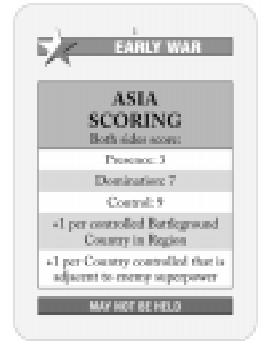 1
EARLY WAR
ASIA
SCORING
Both sides score:
Presence: 3
Domination: 7
Control: 9
+1 per controlled Battleground
Country in Region
+1 per Country controlled that is
adjacent to enemy superpower
MAY NOT BE HELD